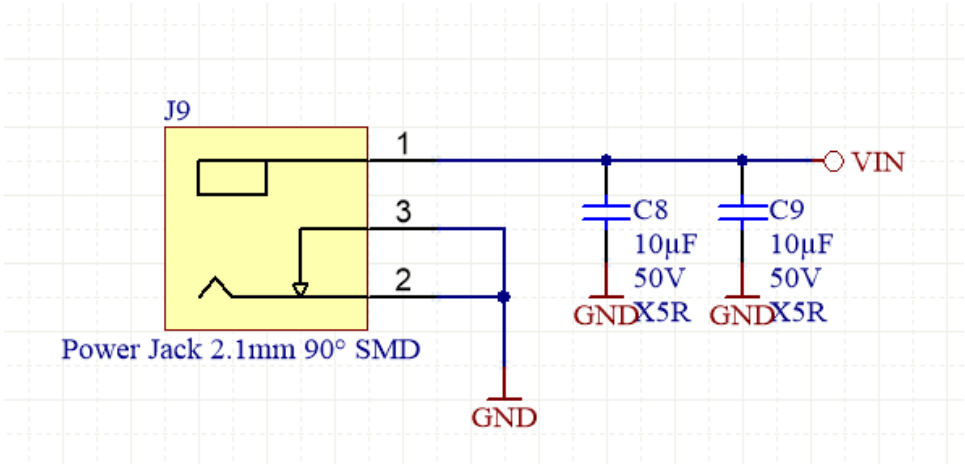 J9
1
VIN
3
C8
C9
10µF
10µF
50V
50V
2
GND
X5R
GND
X5R
Power Jack 2.1mm 90° SMD
GND